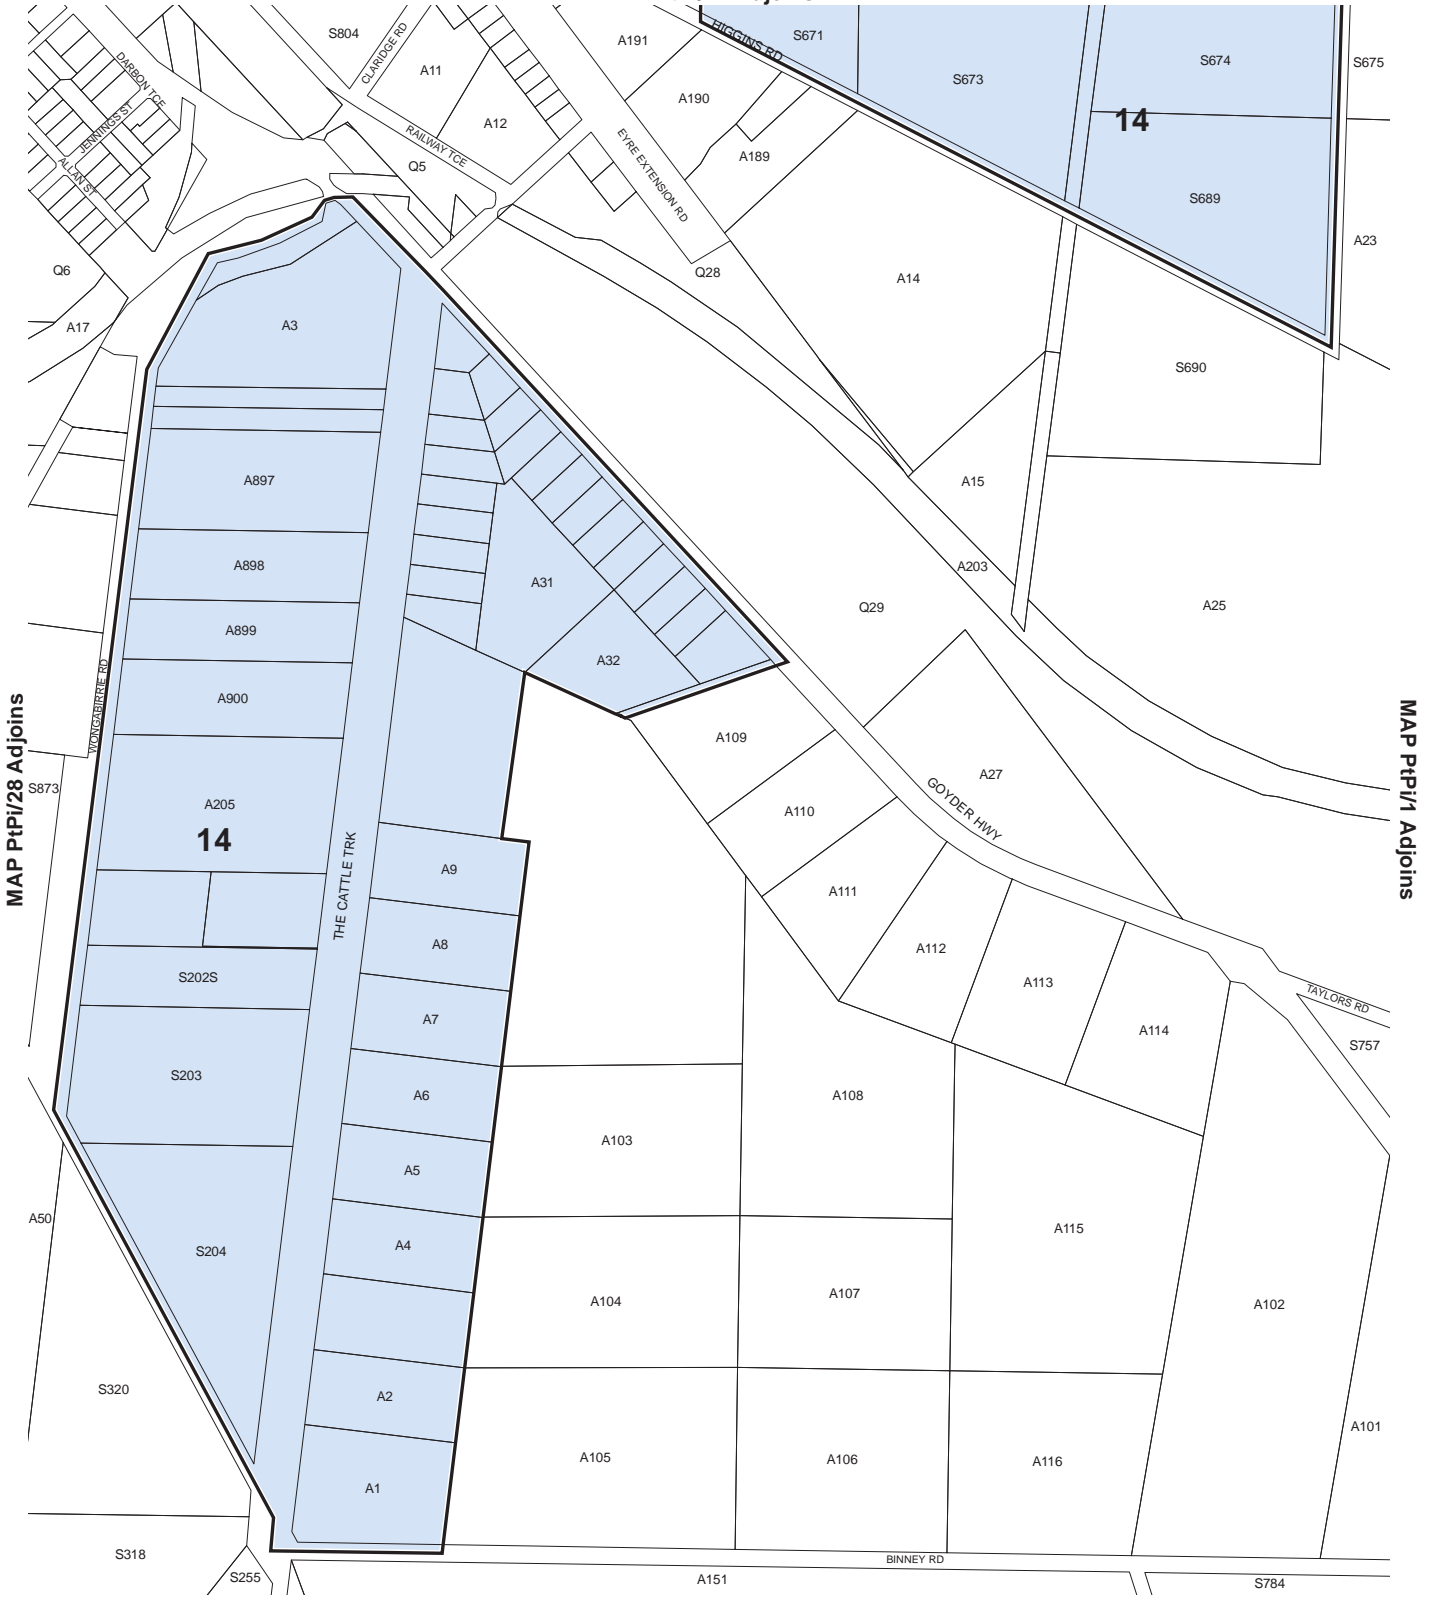 S804
CLARIDGE RD
A191
HIGGINS RD
S671
S674
S675
DARBON TCE
A11
S673
A190
14
JENNINGS ST
A12
RAILWAY TCE
EYRE EXTENSION RD
A189
ALLAN ST
Q5
S689
A23
Q6
Q28
A14
A17
A3
S690
A897
A15
A898
A203
A31
Q29
A25
A899
A32
WONGABIRRIE RD
A900
MAP PtPi/28 Adjoins
MAP PtPi/1 Adjoins
A109
A27
S873
A205
GOYDER HWY
A110
14
THE CATTLE TRK
A9
A111
A8
A112
S202S
A113
TAYLORS RD
A7
A114
S757
S203
A6
A108
A103
A5
A50
A115
S204
A4
A104
A107
A102
S320
A2
A101
A105
A106
A116
A1
S318
BINNEY RD
S255
A151
S784